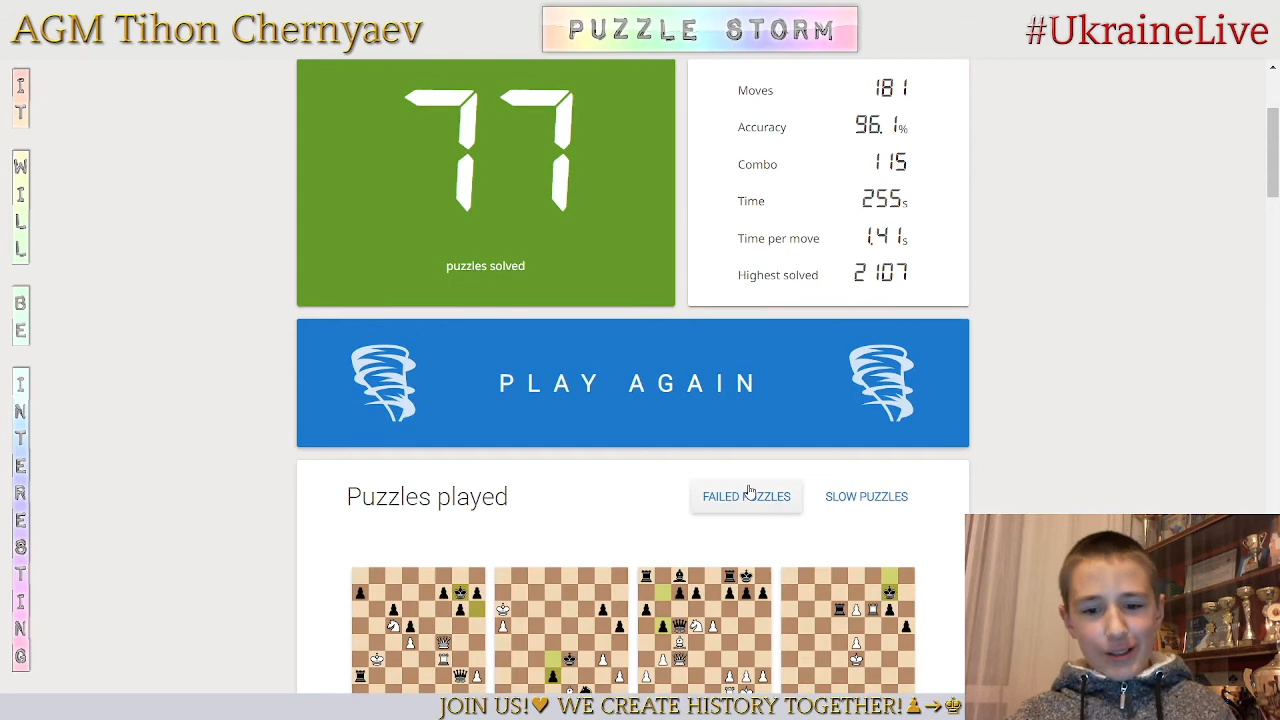 AGM Tihon Chernyaev
PUZZLE STORM
#UkraineLive
IT
WILL
BE
INTERESTING
77
puzzles solved
Moves 181
Accuracy 96.1%
Combo 115
Time 255s
Time per move 1.41s
Highest solved 2107
PLAY AGAIN
Puzzles played
FAILED PUZZLES
SLOW PUZZLES
JOIN US!♥ WE CREATE HISTORY TOGETHER!♟→♚